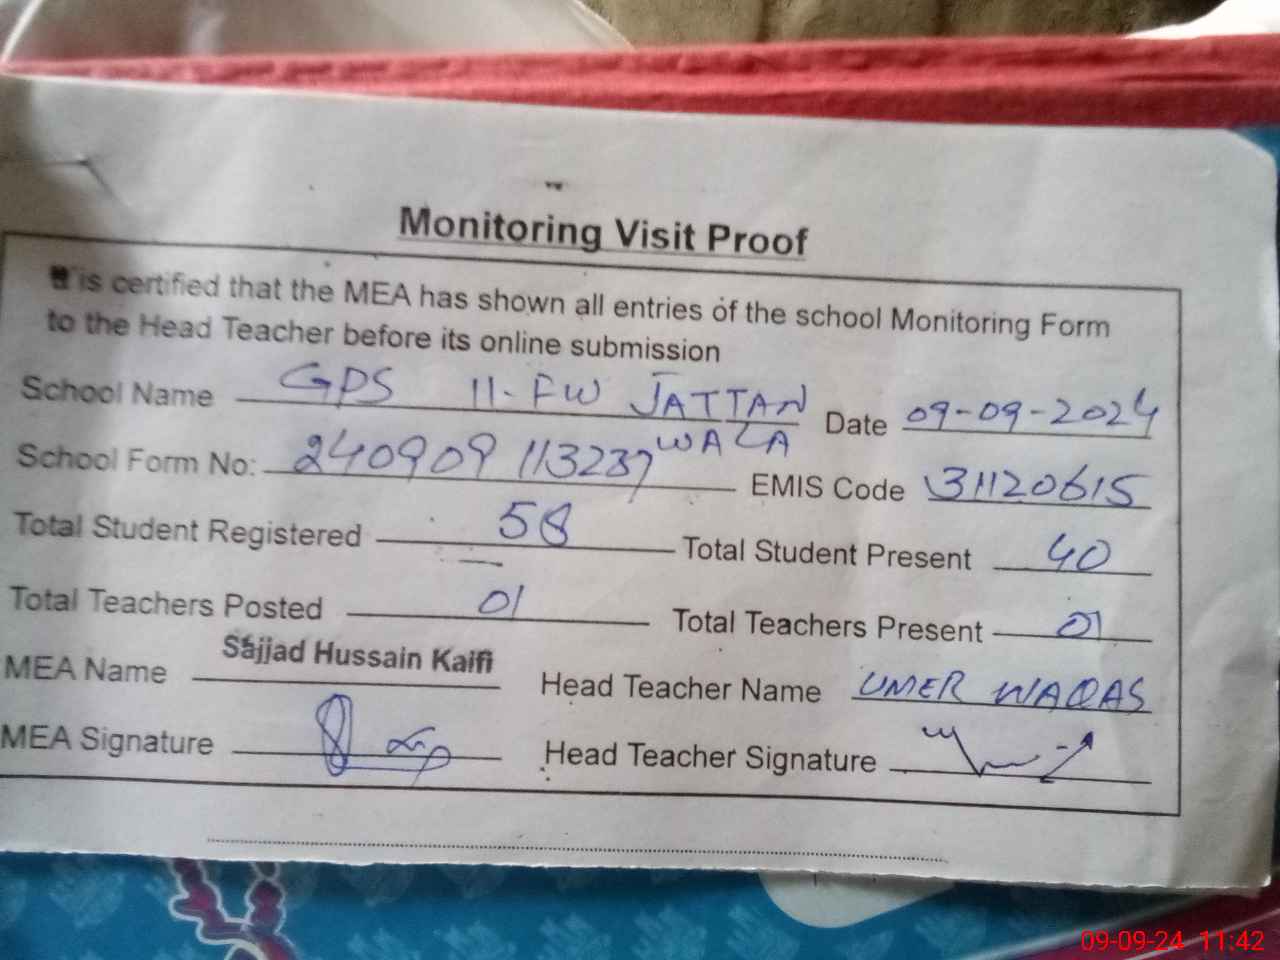 Monitoring Visit Proof
It is certified that the MEA has shown all entries of the school Monitoring Form
to the Head Teacher before its online submission
School Name GPS 11-FW JATTAN WALA Date 09-09-2024
School Form No: 240909113237 EMIS Code 31120615
Total Student Registered 58 Total Student Present 40
Total Teachers Posted 01 Total Teachers Present 01
MEA Name Sajjad Hussain Kaifi Head Teacher Name UMER WAQAS
MEA Signature Head Teacher Signature
09-09-24 11:42